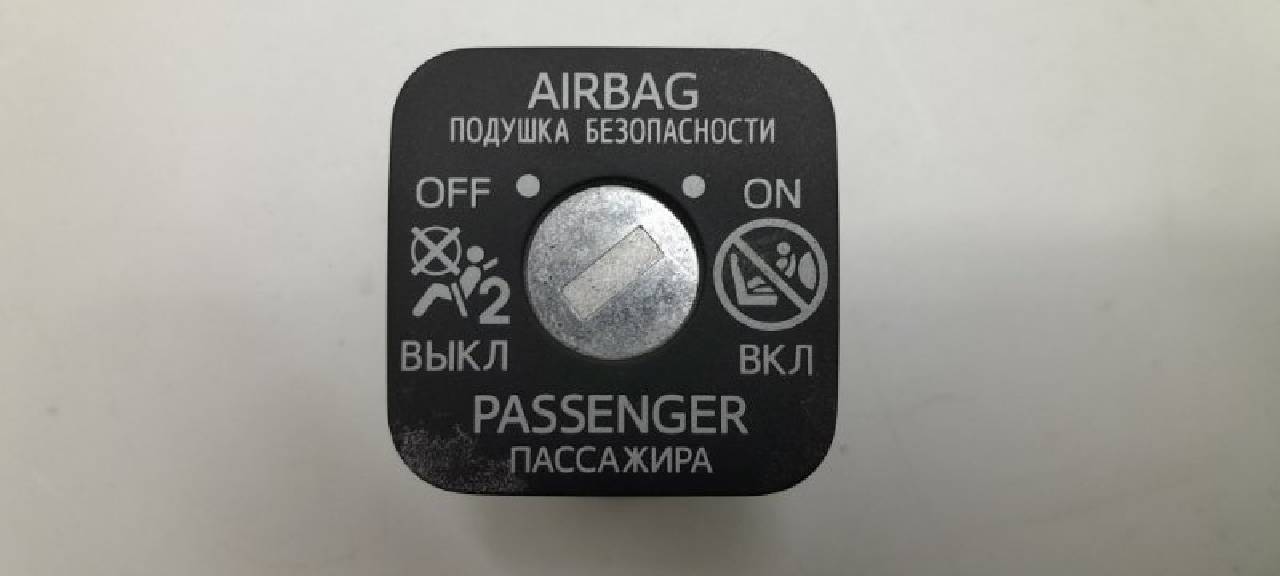 AIRBAG
ПОДУШКА БЕЗОПАСНОСТИ
OFF ON
2
ВЫКЛ ВКЛ
PASSENGER
ПАССАЖИРА